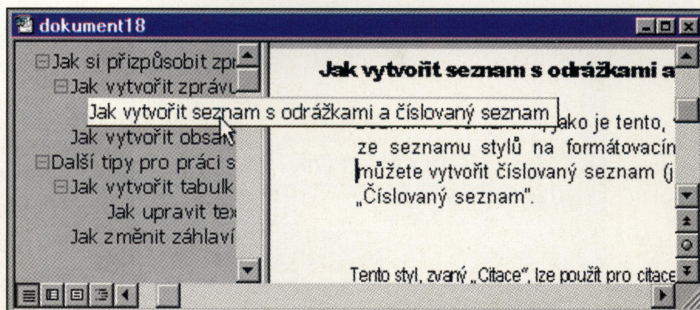 dokument18
Jak si přizpůsobit zpr
Jak vytvořit zprávu
Jak vytvořit seznam s odrážkami a číslovaný seznam
Jak vytvořit obsah
Další tipy pro práci s
Jak vytvořit tabulk
Jak upravit tex
Jak změnit záhlaví
Jak vytvořit seznam s odrážkami a
jako je tento,
ze seznamu stylů na formátovacín
můžete vytvořit číslovaný seznam (j
„Číslovaný seznam“.
Tento styl, zvaný „Citace“, lze použít pro citace